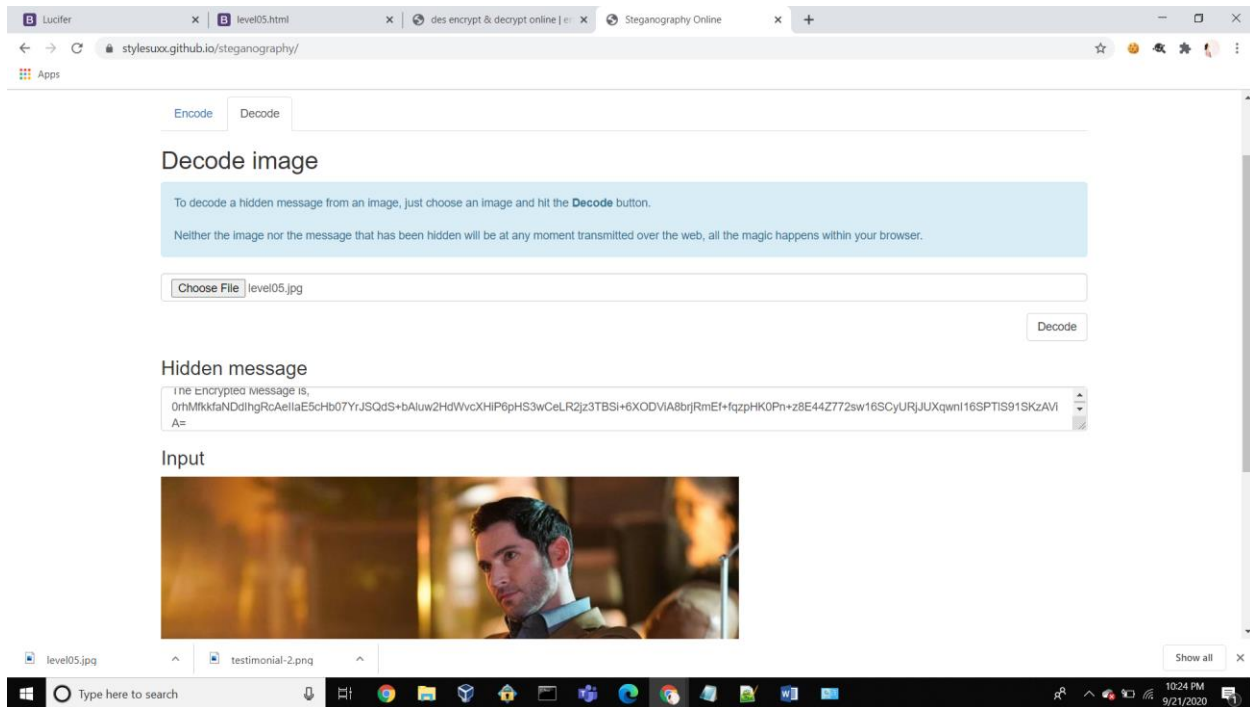 Lucifer
level05.html
des encrypt & decrypt online | er
Steganography Online
stylesuxx.github.io/steganography/
Apps
Encode
Decode
Decode image
To decode a hidden message from an image, just choose an image and hit the Decode button.
Neither the image nor the message that has been hidden will be at any moment transmitted over the web, all the magic happens within your browser.
Choose File level05.jpg
Decode
Hidden message
The Encrypted Message is,
0rhMfkkfaNDdIhgRcAeIIaE5cHb07YrJSQdS+bAluw2HdWvcXHiP6pHS3wCeLR2jz3TBSi+6XODViA8brjRmEf+fqzpHK0Pn+z8E44Z772sw16SCyURjJUXqwnI16SPTlS91SKzAVi
A=
Input
level05.jpg
testimonial-2.png
Show all
Type here to search
10:24 PM
9/21/2020